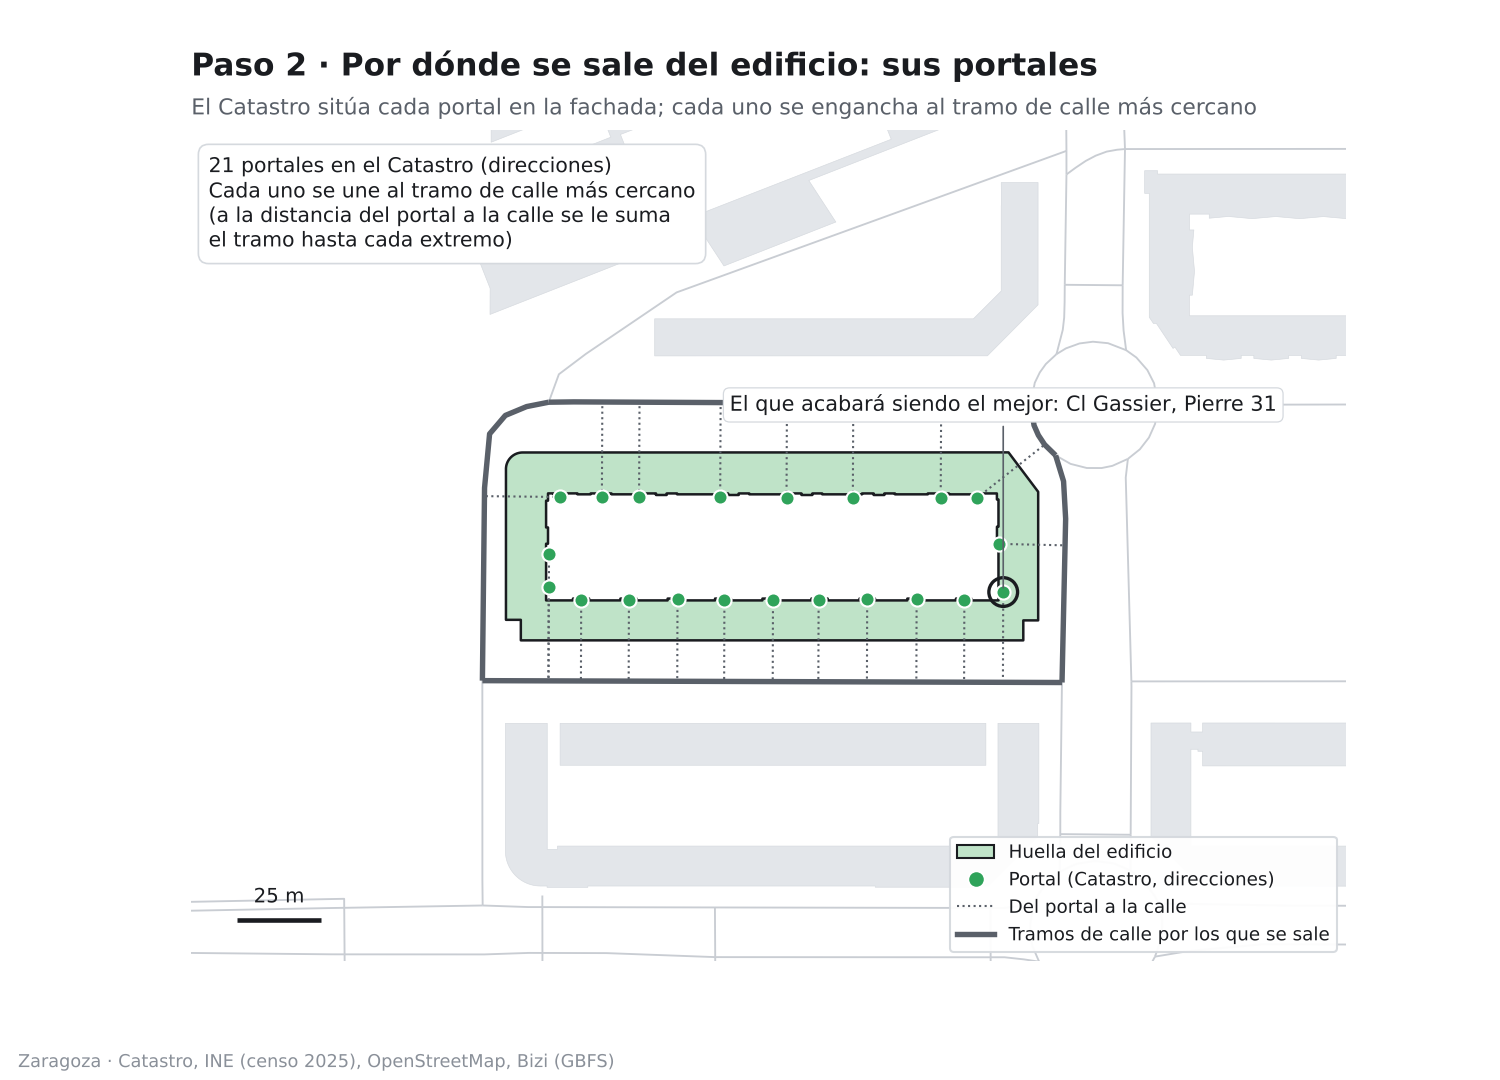 Paso 2 · Por dónde se sale del edificio: sus portales
El Catastro sitúa cada portal en la fachada; cada uno se engancha al tramo de calle más cercano
21 portales en el Catastro (direcciones)
Cada uno se une al tramo de calle más cercano
(a la distancia del portal a la calle se le suma
el tramo hasta cada extremo)
El que acabará siendo el mejor: Cl Gassier, Pierre 31
Huella del edificio
Portal (Catastro, direcciones)
Del portal a la calle
Tramos de calle por los que se sale
25 m
Zaragoza · Catastro, INE (censo 2025), OpenStreetMap, Bizi (GBFS)